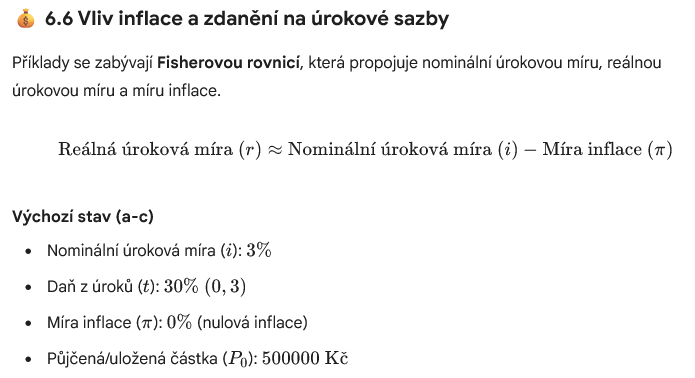 💰 6.6 Vliv inflace a zdanění na úrokové sazby
Příklady se zabývají Fisherovou rovnicí, která propojuje nominální úrokovou míru, reálnou
úrokovou míru a míru inflace.
Reálná úroková míra (r) ≈ Nominální úroková míra (i) − Míra inflace (π)
Výchozí stav (a-c)
• Nominální úroková míra (i): 3%
• Daň z úroků (t): 30% (0, 3)
• Míra inflace (π): 0% (nulová inflace)
• Půjčená/uložená částka (P₀): 500000 Kč